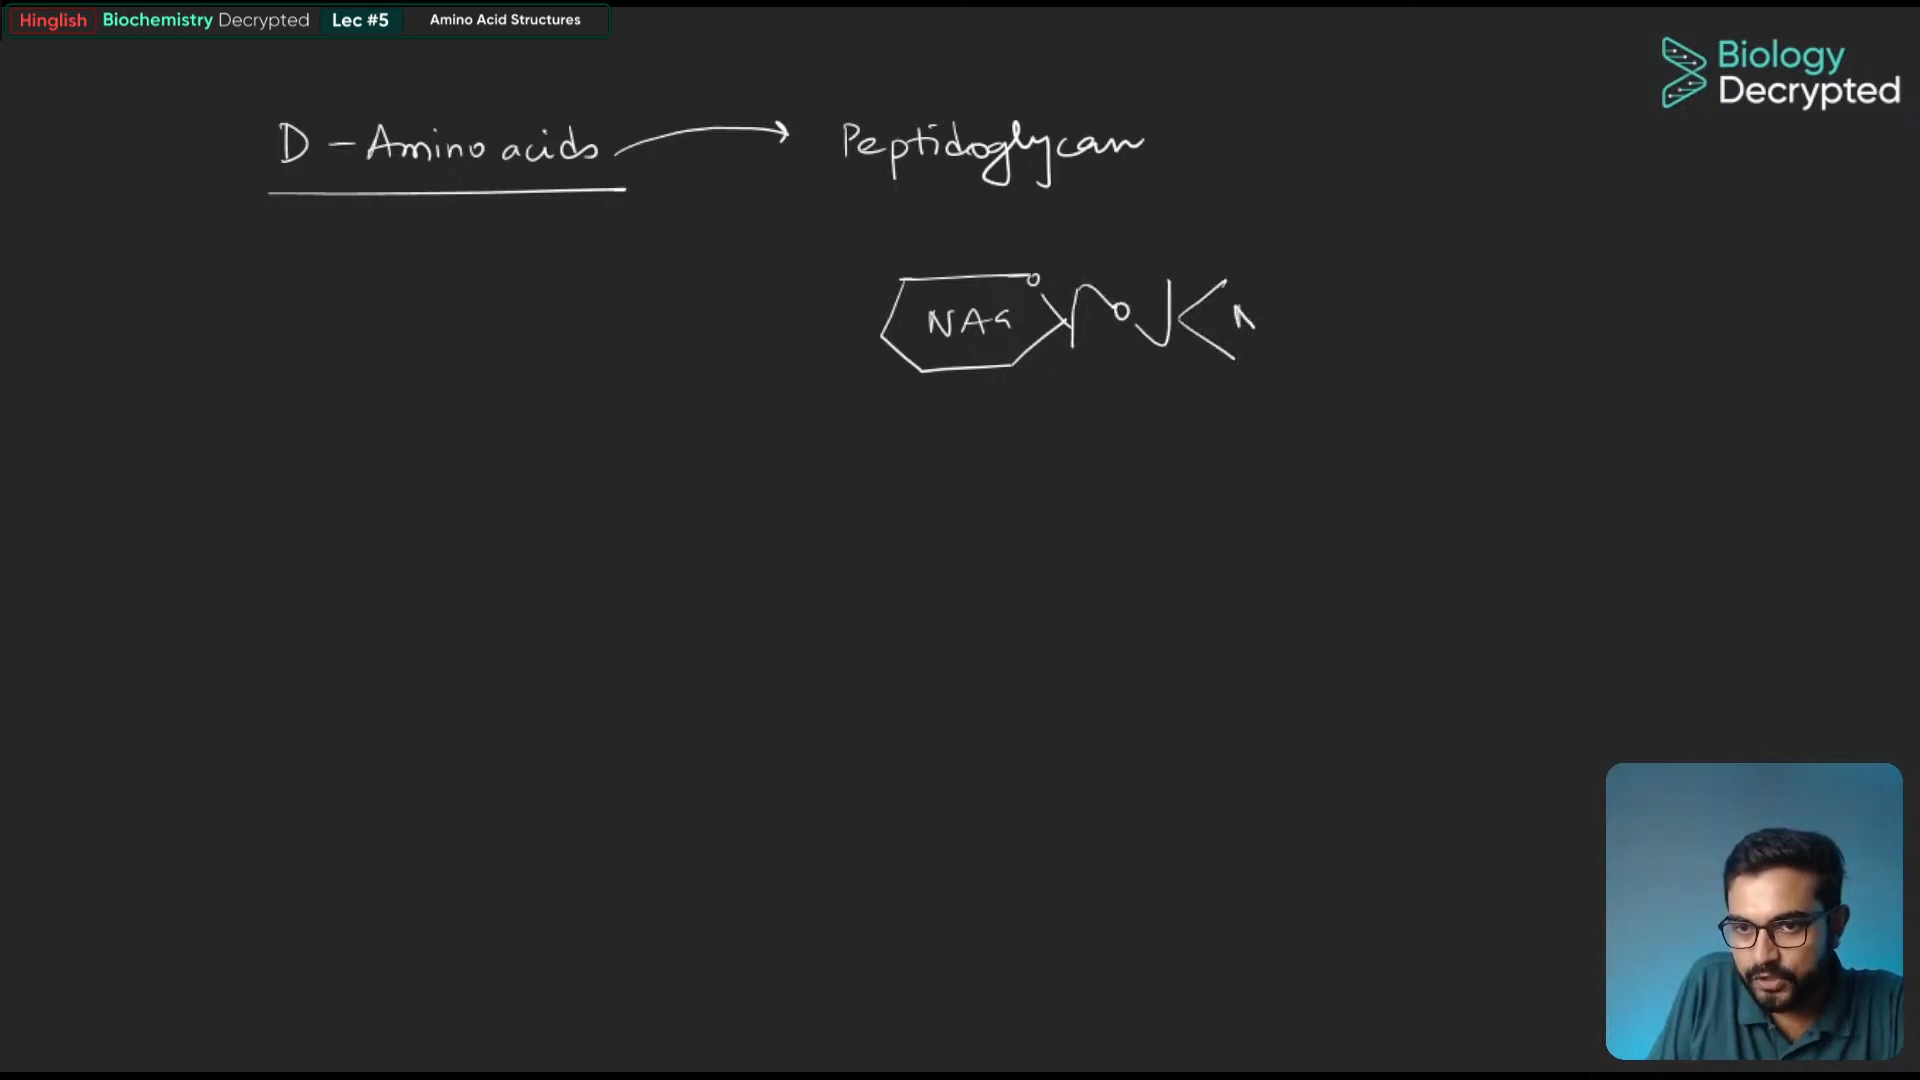 Hinglish Biochemistry Decrypted Lec #5 Amino Acid Structures
Biology
Decrypted
D - Amino acids → Peptidoglycan
NAG